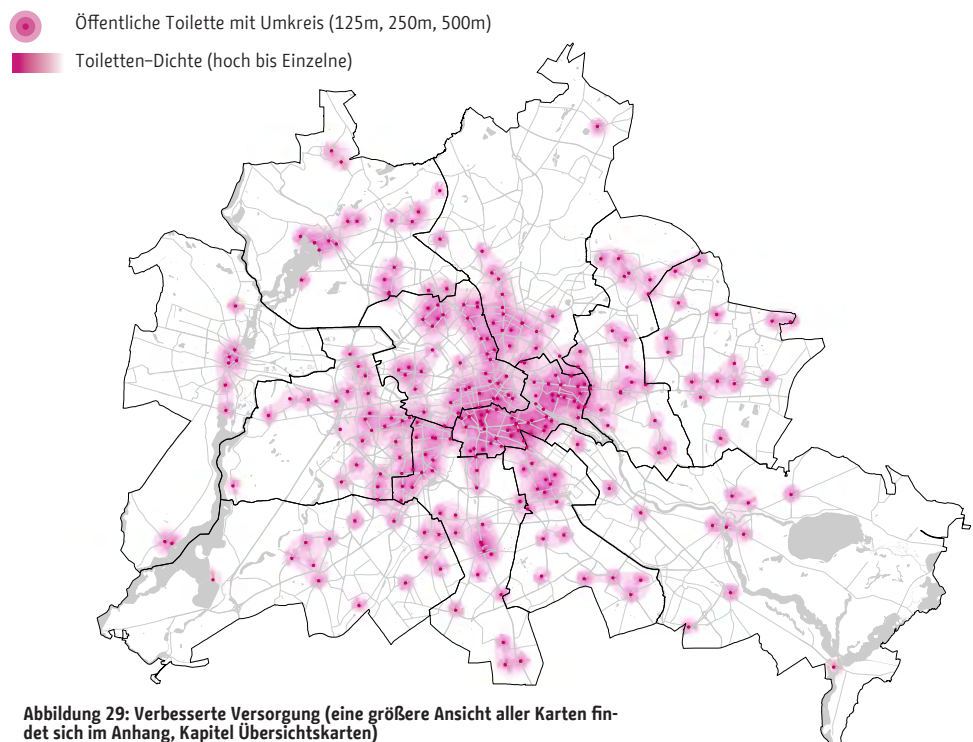 Öffentliche Toilette mit Umkreis (125m, 250m, 500m)
Toiletten-Dichte (hoch bis Einzelne)
Abbildung 29: Verbesserte Versorgung (eine größere Ansicht aller Karten fin-
det sich im Anhang, Kapitel Übersichtskarten)